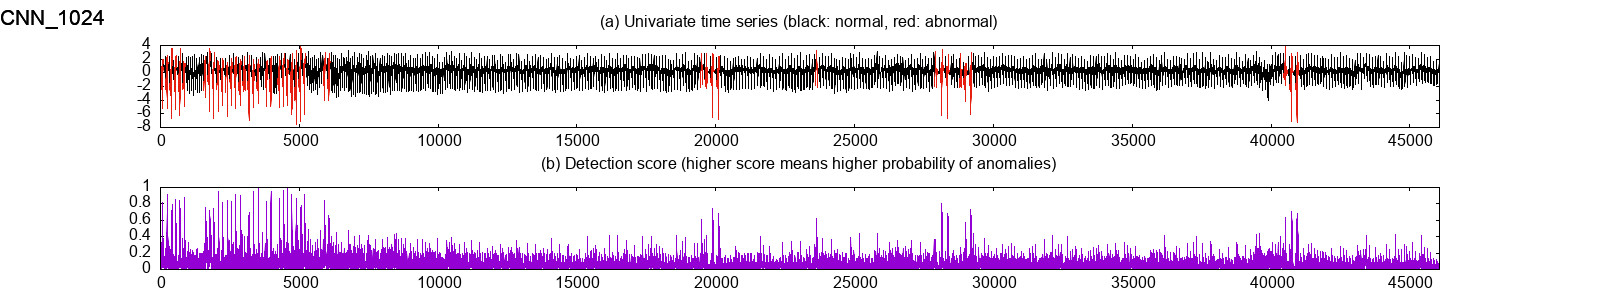 CNN_1024
(a) Univariate time series (black: normal, red: abnormal)
4
2
0
-2
-4
-6
-8
0 5000 10000 15000 20000 25000 30000 35000 40000 45000
(b) Detection score (higher score means higher probability of anomalies)
1
0.8
0.6
0.4
0.2
0
0 5000 10000 15000 20000 25000 30000 35000 40000 45000